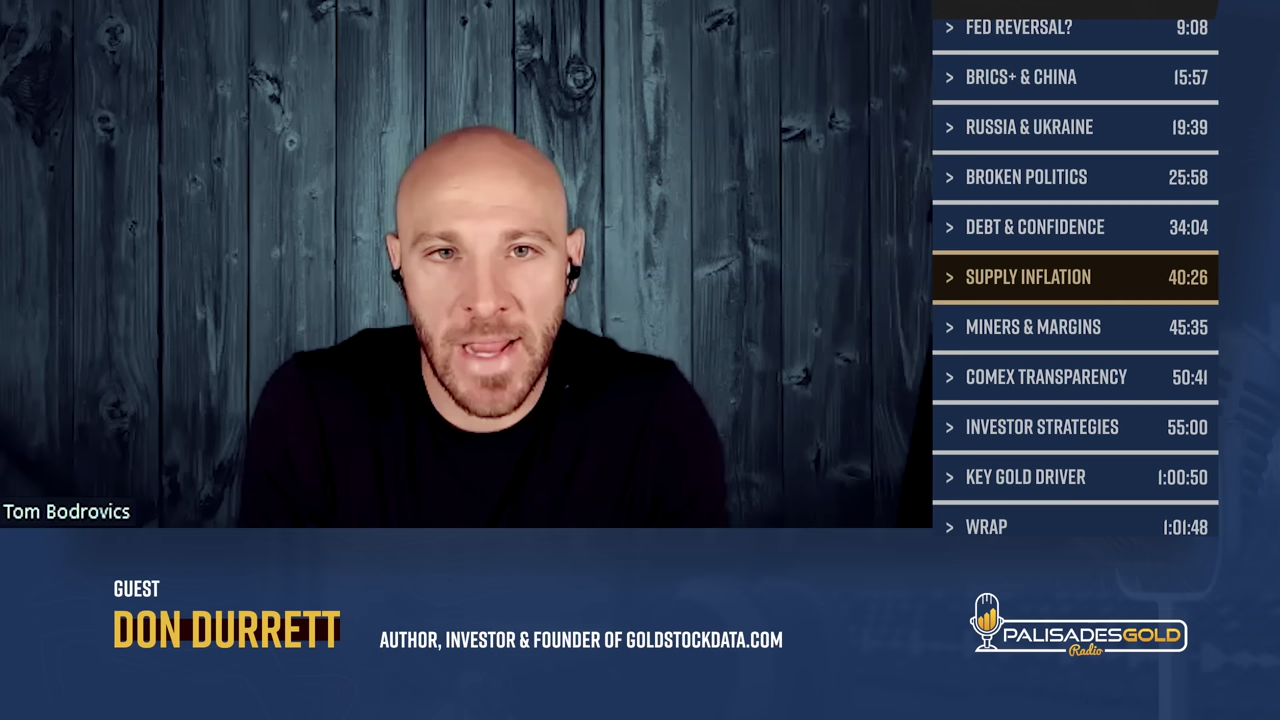 FED REVERSAL? 9:08
> BRICS+ & CHINA 15:57
> RUSSIA & UKRAINE 19:39
> BROKEN POLITICS 25:58
> DEBT & CONFIDENCE 34:04
> SUPPLY INFLATION 40:26
> MINERS & MARGINS 45:35
> COMEX TRANSPARENCY 50:41
> INVESTOR STRATEGIES 55:00
> KEY GOLD DRIVER 1:00:50
> WRAP 1:01:48
Tom Bodrovics
GUEST
DON DURRETT
AUTHOR, INVESTOR & FOUNDER OF GOLDSTOCKDATA.COM
PALISADESGOLD
Radio